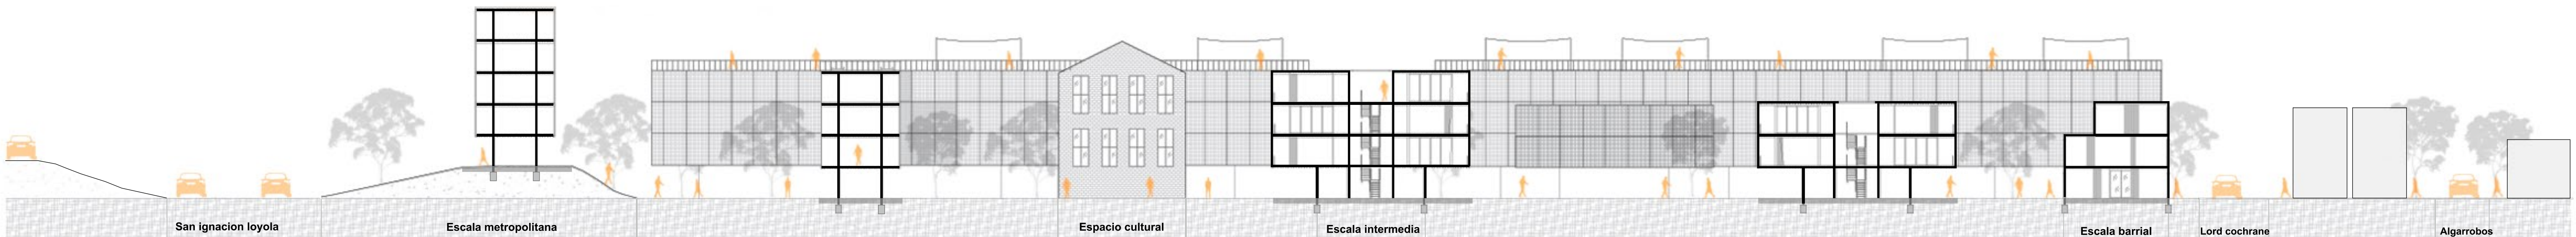 San ignacion loyola
Escala metropolitana
Espacio cultural
Escala intermedia
Escala barrial
Lord cochrane
Algarrobos